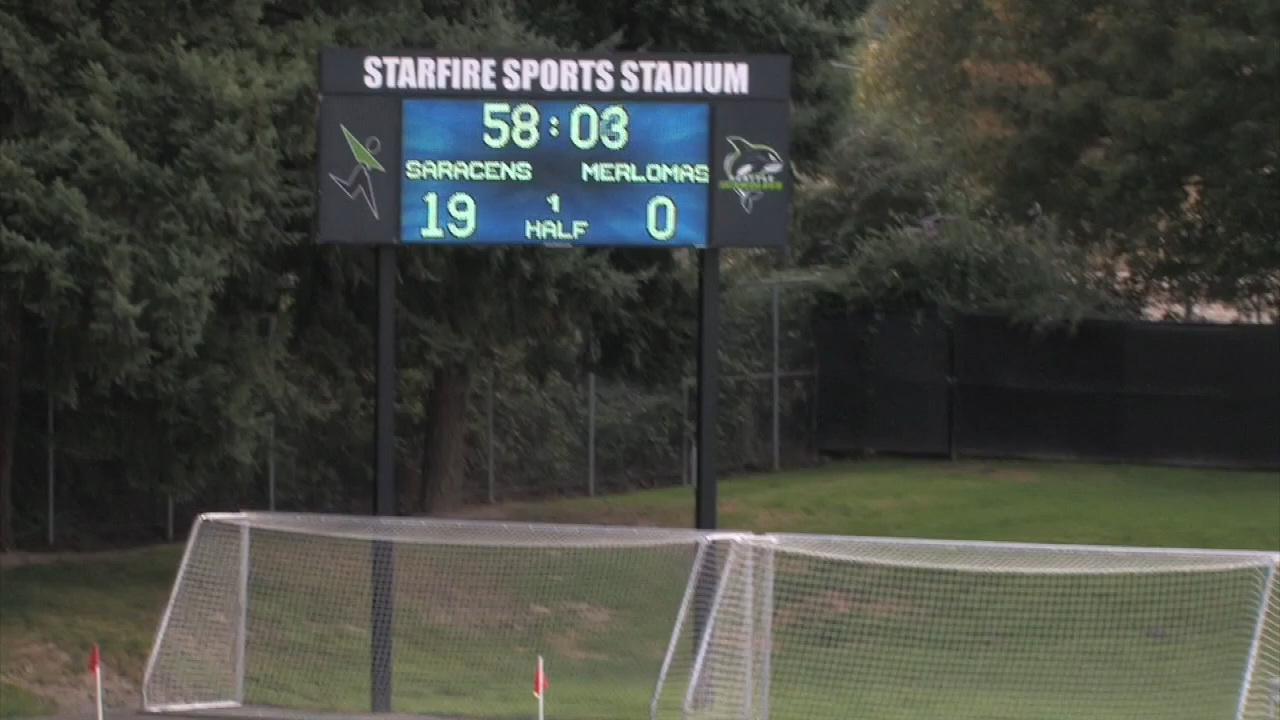 STARFIRE SPORTS STADIUM
58:03
SARACENS MERLOMAS
19 1 0
HALF